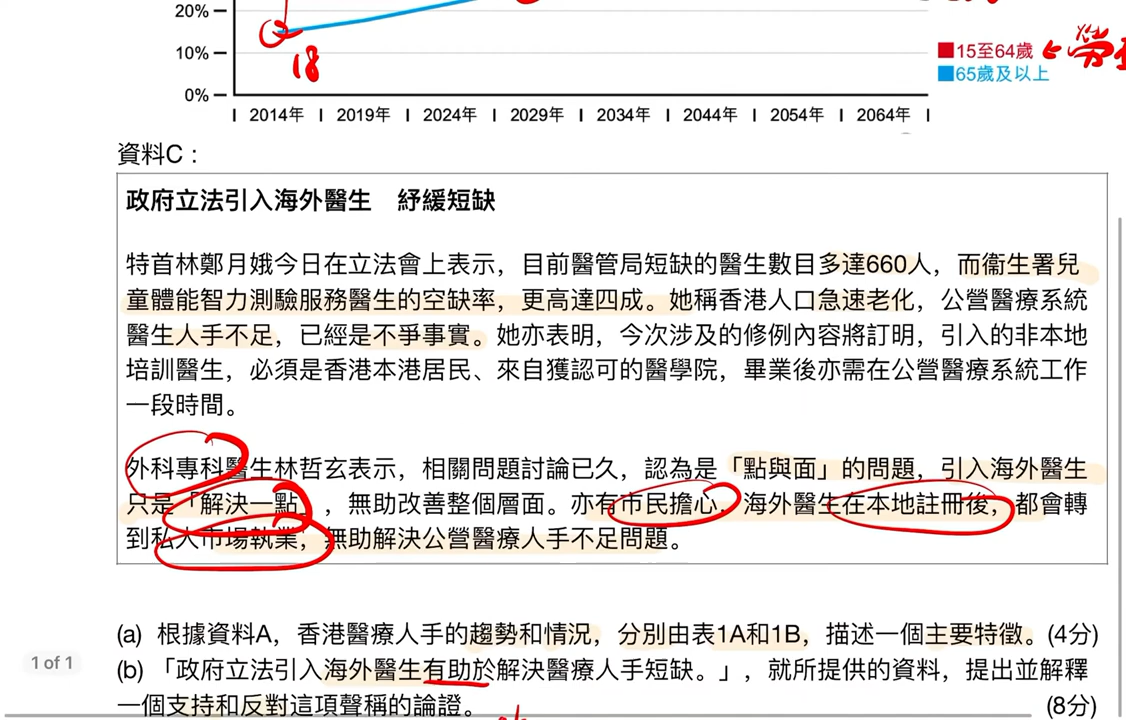 20%
10%
18
15至64歲
65歲及以上
0%
2014年 2019年 2024年 2029年 2034年 2044年 2054年 2064年
資料C：
政府立法引入海外醫生　紓緩短缺
特首林鄭月娥今日在立法會上表示，目前醫管局短缺的醫生數目多達660人，而衞生署兒
童體能智力測驗服務醫生的空缺率，更高達四成。她稱香港人口急速老化，公營醫療系統
醫生人手不足，已經是不爭事實。她亦表明，今次涉及的修例內容將訂明，引入的非本地
培訓醫生，必須是香港本港居民、來自獲認可的醫學院，畢業後亦需在公營醫療系統工作
一段時間。
外科專科醫生林哲玄表示，相關問題討論已久，認為是「點與面」的問題，引入海外醫生
只是「解決一點」，無助改善整個層面。亦有市民擔心，海外醫生在本地註冊後，都會轉
到私人市場執業，無助解決公營醫療人手不足問題。
(a) 根據資料A，香港醫療人手的趨勢和情況，分別由表1A和1B，描述一個主要特徵。(4分)
1 of 1
(b) 「政府立法引入海外醫生有助於解決醫療人手短缺。」，就所提供的資料，提出並解釋
一個支持和反對這項聲稱的論證。 (8分)